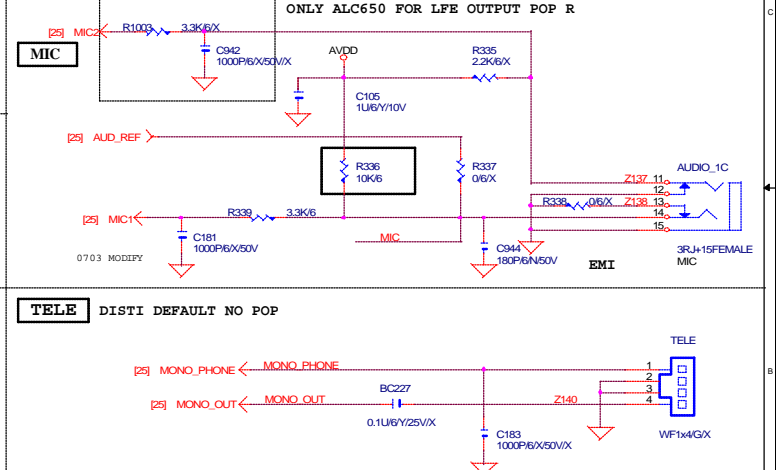 ONLY ALC650 FOR LFE OUTPUT POP R
C
[25] MIC2
R1003
3.3K/6/X
MIC
C942
1000P/6/X/50V/X
AVDD
R335
2.2K/6/X
C105
1U/6/Y/10V
[25] AUD_REF
R336
10K/6
R337
0/6/X
AUDIO_1C
Z137 11
12
R338 0/6/X
Z138 13
14
15
[25] MIC1
R339
3.3K/6
C181
1000P/6/X/50V
MIC
C944
180P/6/N/50V
3RJ+15FEMALE
MIC
0703 MODIFY
EMI
TELE
DISTI DEFAULT NO POP
TELE
[25] MONO_PHONE
MONO_PHONE
1
2
3
4
B
[25] MONO_OUT
MONO_OUT
BC227
0.1U/6/Y/25V/X
Z140
C183
1000P/6/X/50V/X
WF1x4/G/X